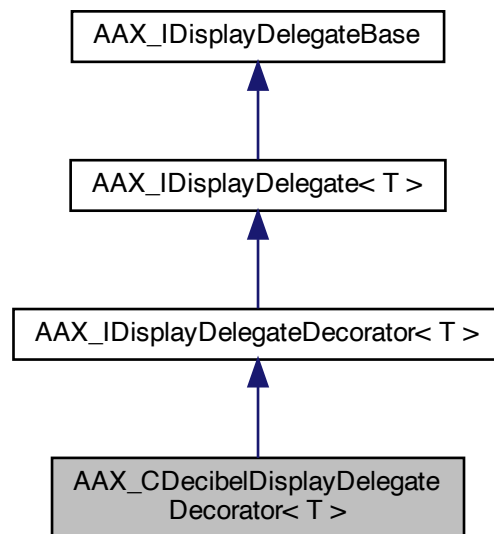 AAX_IDisplayDelegateBase
AAX_IDisplayDelegate< T >
AAX_IDisplayDelegateDecorator< T >
AAX_CDecibelDisplayDelegate
Decorator< T >